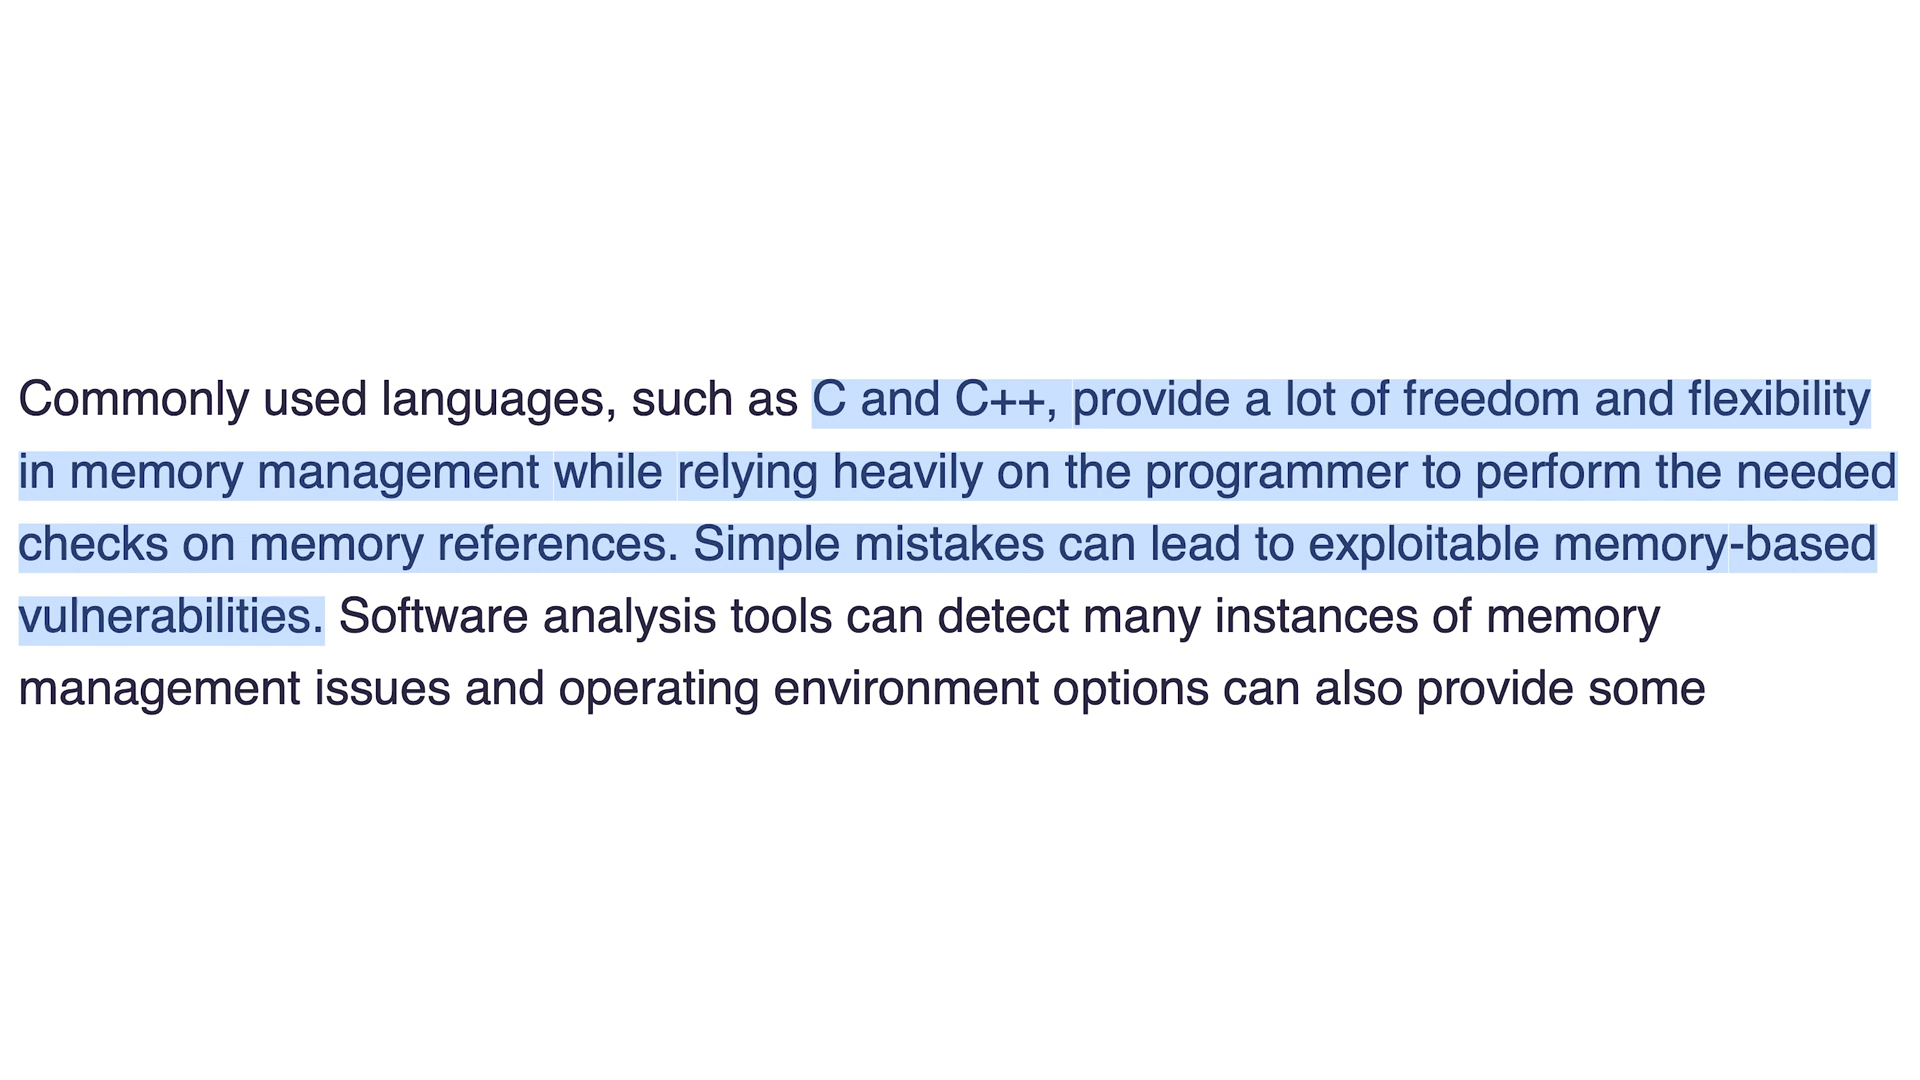 Commonly used languages, such as C and C++, provide a lot of freedom and flexibility
in memory management while relying heavily on the programmer to perform the needed
checks on memory references. Simple mistakes can lead to exploitable memory-based
vulnerabilities. Software analysis tools can detect many instances of memory
management issues and operating environment options can also provide some